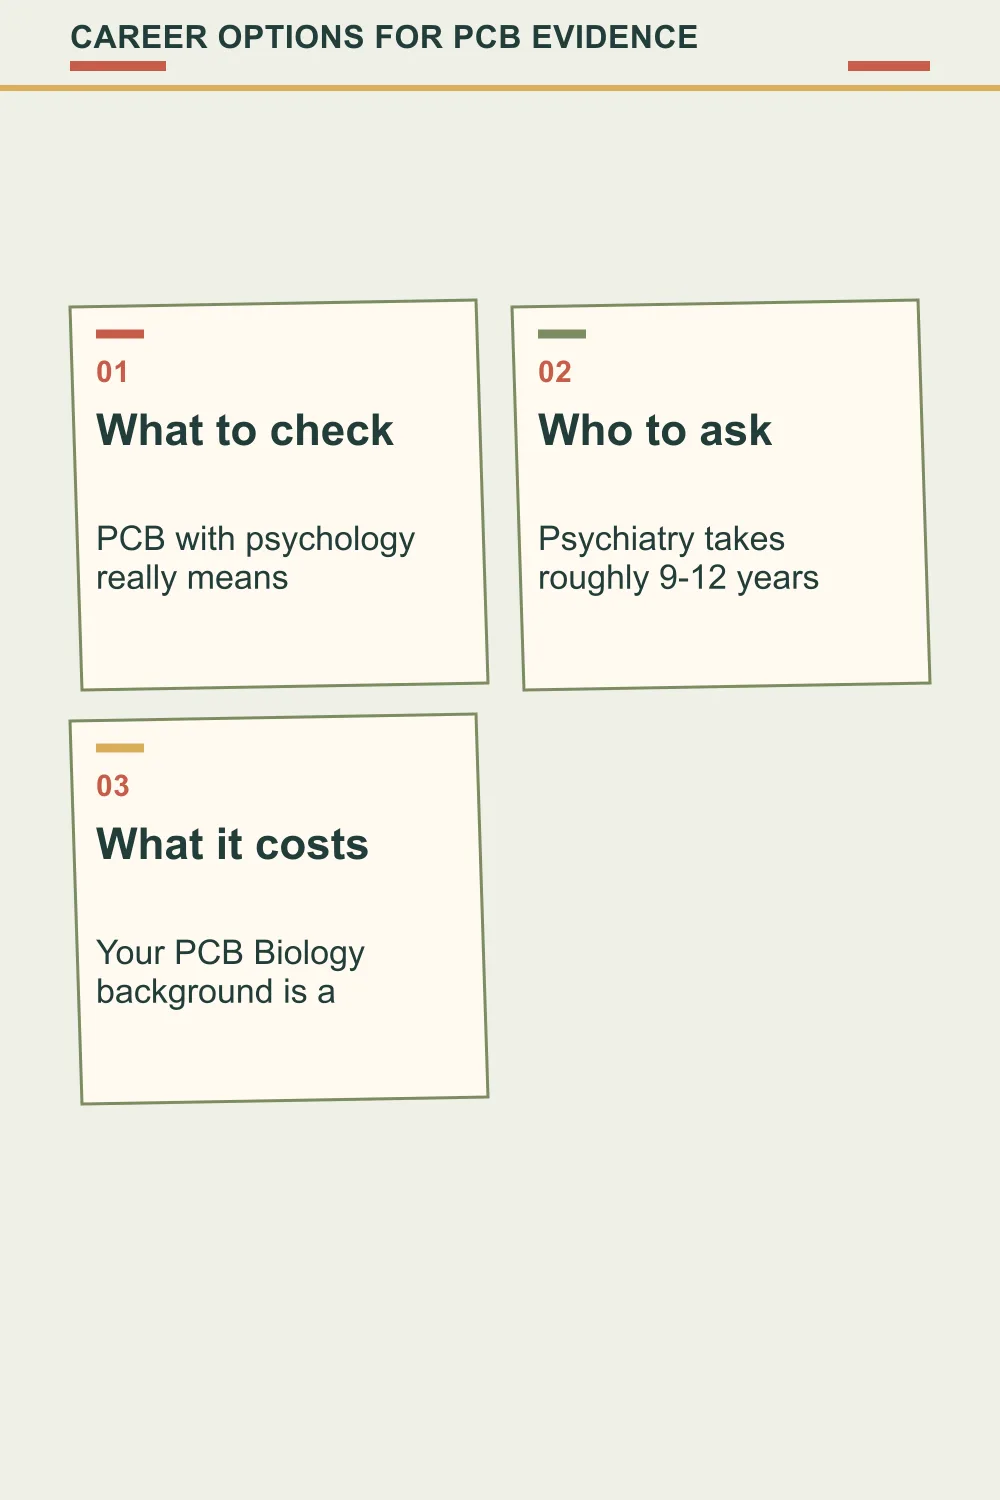 CAREER OPTIONS FOR PCB EVIDENCE
01
What to check
PCB with psychology
really means
02
Who to ask
Psychiatry takes
roughly 9-12 years
03
What it costs
Your PCB Biology
background is a